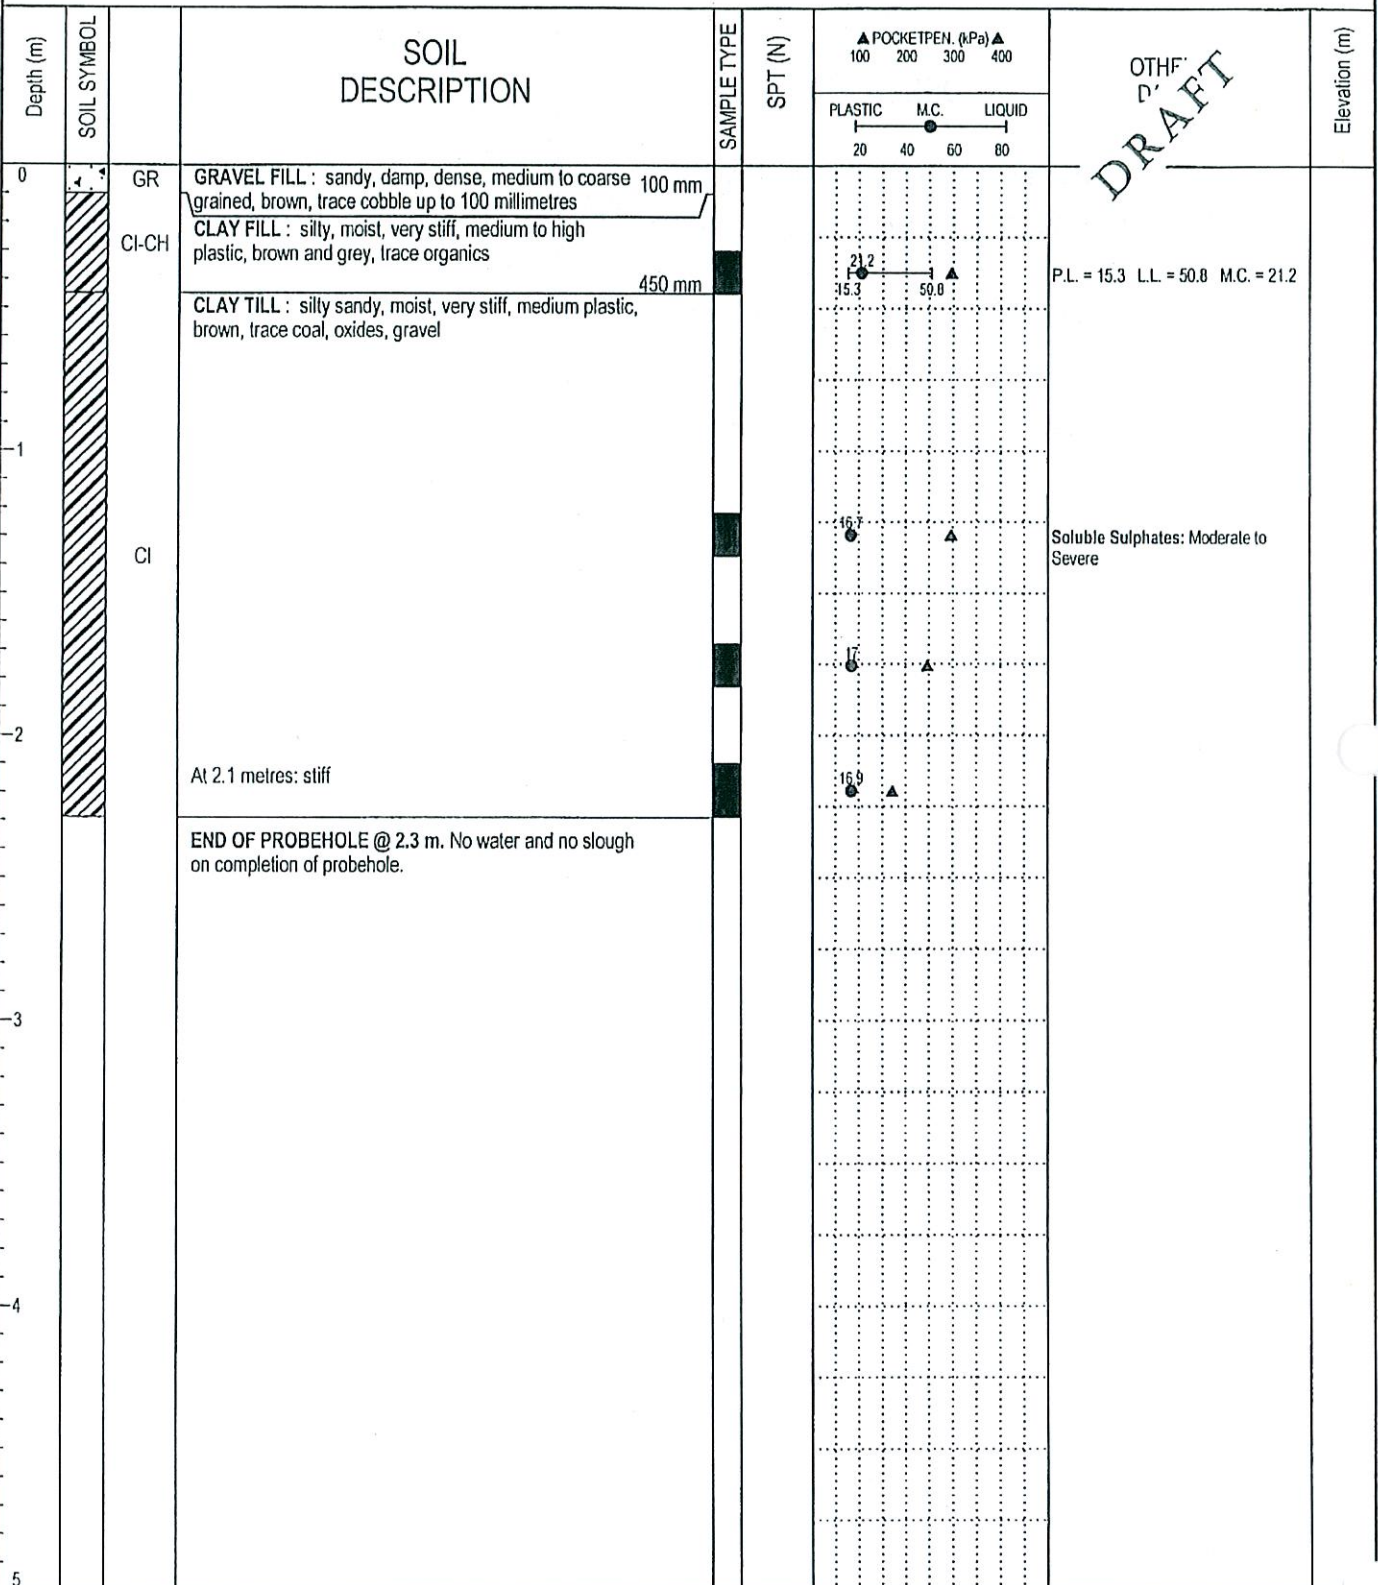 Depth (m)
SOIL SYMBOL
SOIL
DESCRIPTION
SAMPLE TYPE
SPT (N)
▲ POCKETPEN. (kPa) ▲
100 200 300 400
PLASTIC M.C. LIQUID
20 40 60 80
DRAFT
Elevation (m)
0
GR
GRAVEL FILL : sandy, damp, dense, medium to coarse 100 mm
grained, brown, trace cobble up to 100 millimetres
CI-CH
CLAY FILL : silty, moist, very stiff, medium to high
plastic, brown and grey, trace organics
450 mm
21.2
15.3 50.8
P.L. = 15.3 L.L. = 50.8 M.C. = 21.2
CLAY TILL : silty sandy, moist, very stiff, medium plastic,
brown, trace coal, oxides, gravel
1
CI
16.7
Soluble Sulphates: Moderate to
Severe
17
2
At 2.1 metres: stiff
16.9
END OF PROBEHOLE @ 2.3 m. No water and no slough
on completion of probehole.
3
4
5